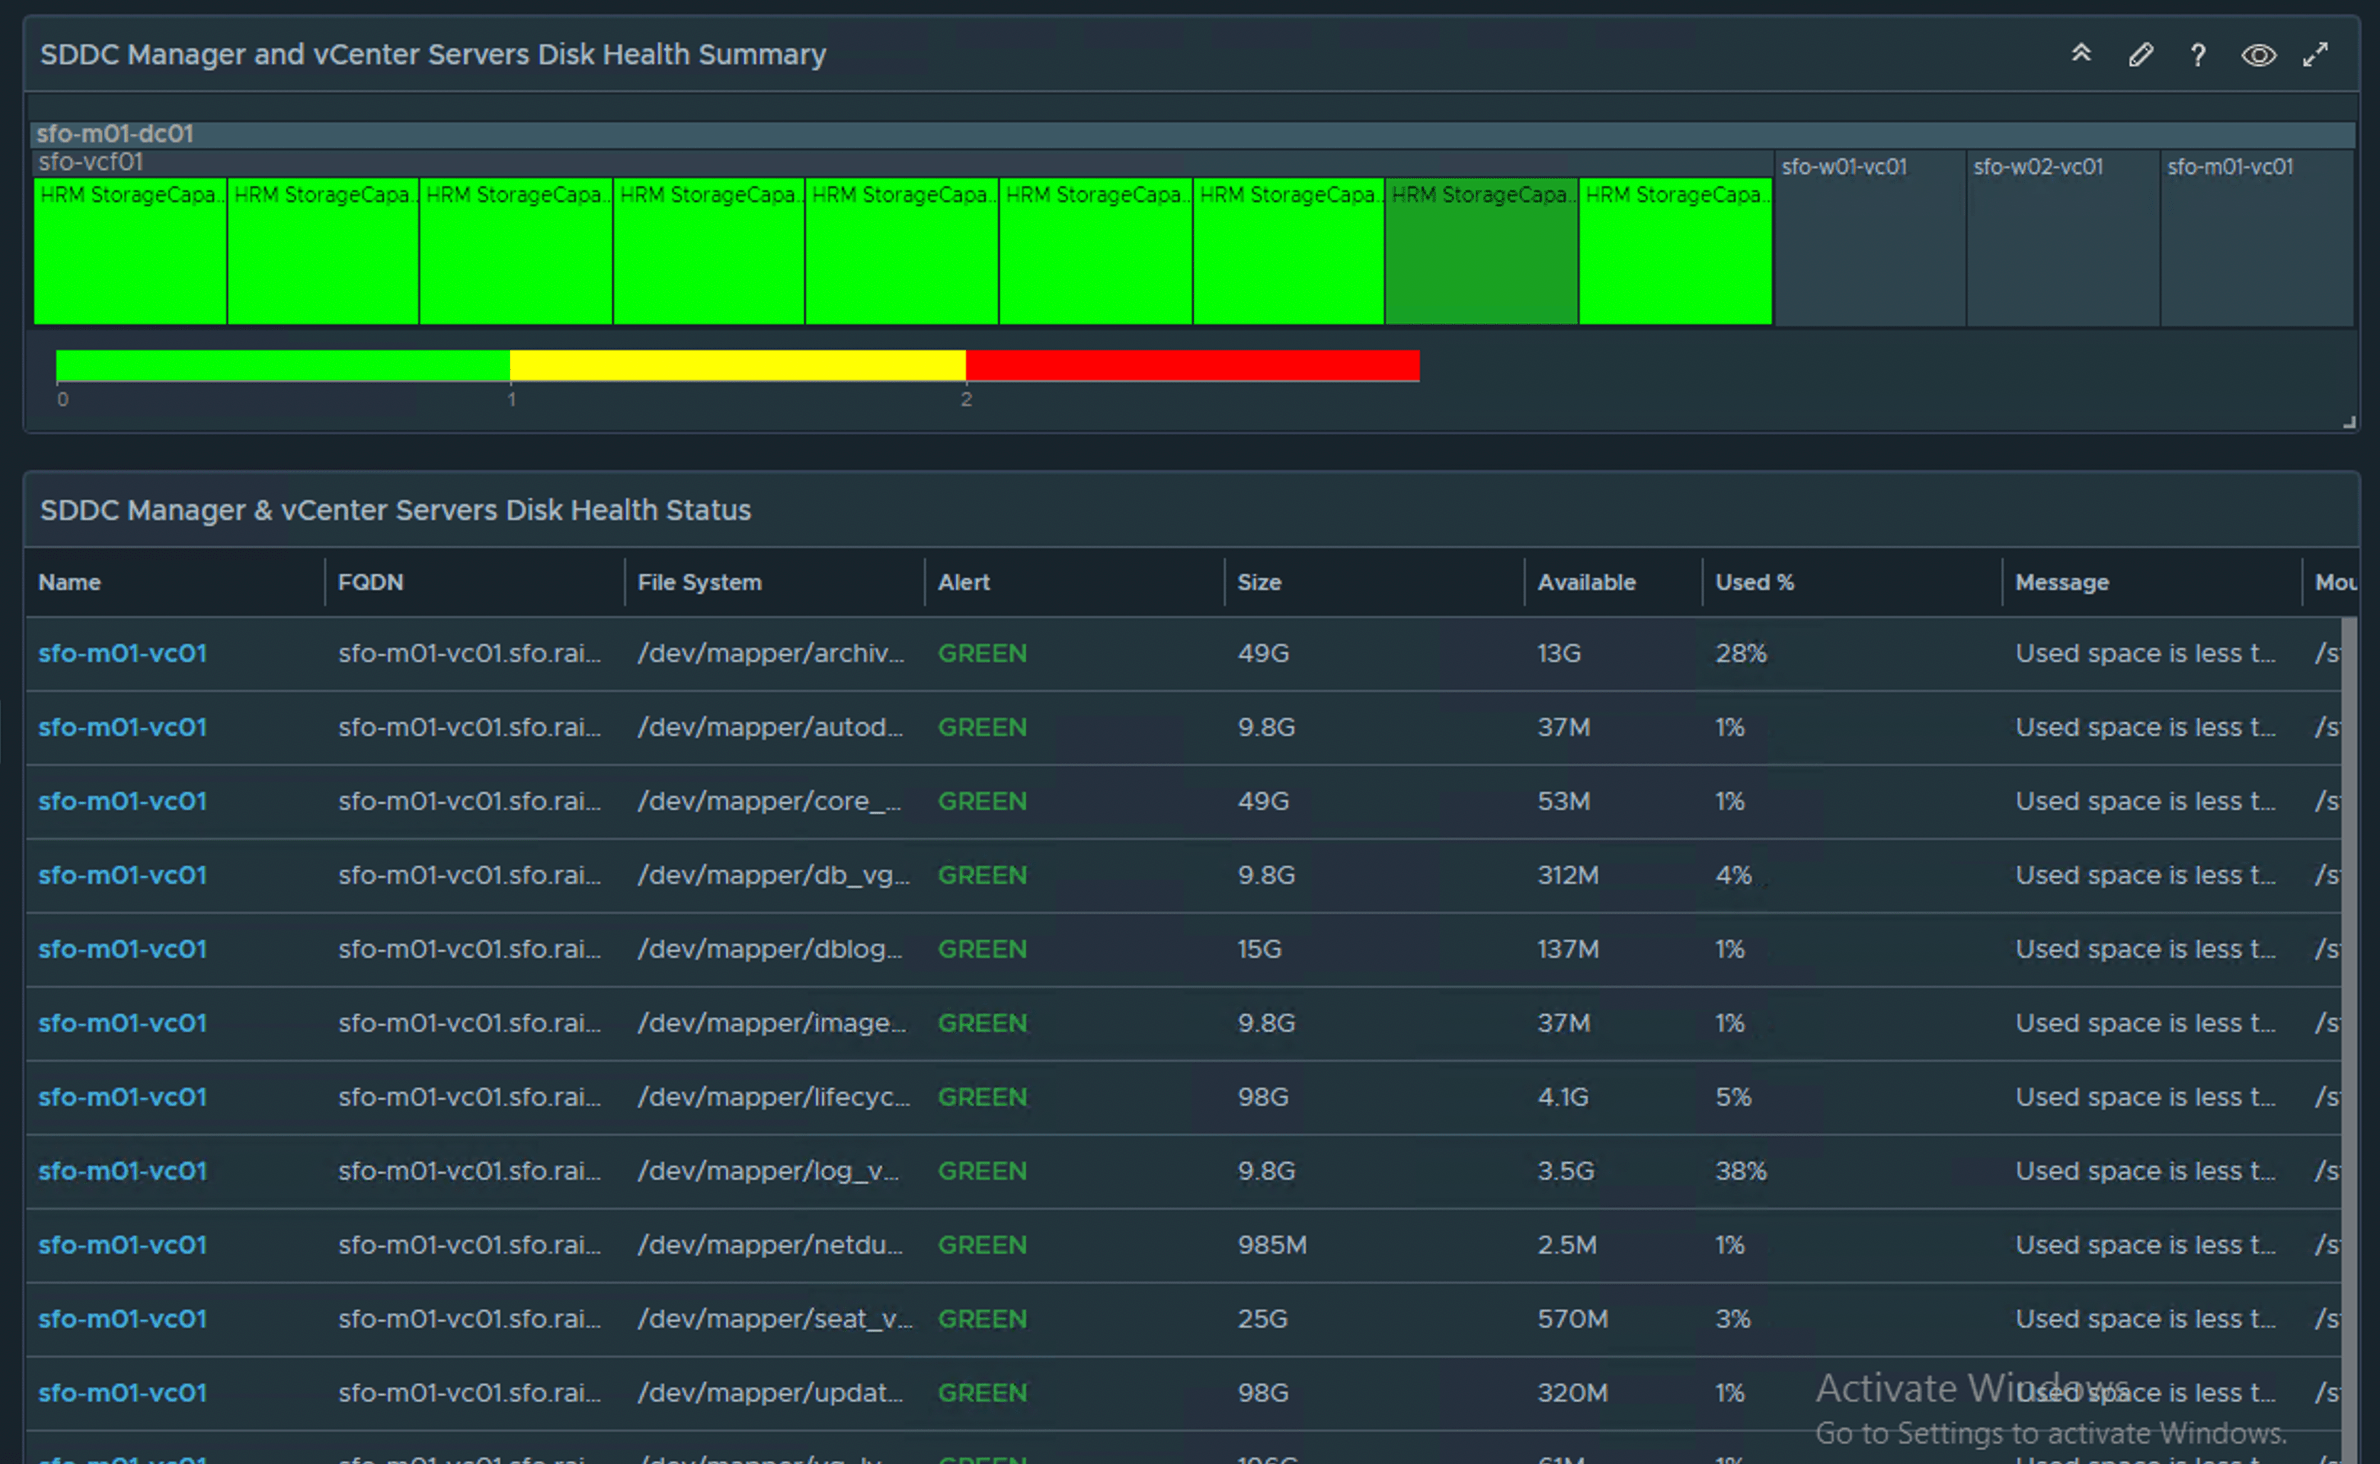 SDDC Manager and vCenter Servers Disk Health Summary
sfo-m01-dc01
sfo-vcf01
sfo-w01-vc01 sfo-w02-vc01 sfo-m01-vc01
HRM StorageCapa.. HRM StorageCapa.. HRM StorageCapa.. HRM StorageCapa.. HRM StorageCapa.. HRM StorageCapa.. HRM StorageCapa.. HRM StorageCapa.. HRM StorageCapa..
0 1 2
SDDC Manager & vCenter Servers Disk Health Status
Name FQDN File System Alert Size Available Used % Message Mou
sfo-m01-vc01 sfo-m01-vc01.sfo.rai... /dev/mapper/archiv... GREEN 49G 13G 28% Used space is less t... /s
sfo-m01-vc01 sfo-m01-vc01.sfo.rai... /dev/mapper/autod... GREEN 9.8G 37M 1% Used space is less t... /s
sfo-m01-vc01 sfo-m01-vc01.sfo.rai... /dev/mapper/core_... GREEN 49G 53M 1% Used space is less t... /s
sfo-m01-vc01 sfo-m01-vc01.sfo.rai... /dev/mapper/db_vg... GREEN 9.8G 312M 4% Used space is less t... /s
sfo-m01-vc01 sfo-m01-vc01.sfo.rai... /dev/mapper/dblog... GREEN 15G 137M 1% Used space is less t... /s
sfo-m01-vc01 sfo-m01-vc01.sfo.rai... /dev/mapper/image... GREEN 9.8G 37M 1% Used space is less t... /s
sfo-m01-vc01 sfo-m01-vc01.sfo.rai... /dev/mapper/lifecyc... GREEN 98G 4.1G 5% Used space is less t... /s
sfo-m01-vc01 sfo-m01-vc01.sfo.rai... /dev/mapper/log_v... GREEN 9.8G 3.5G 38% Used space is less t... /s
sfo-m01-vc01 sfo-m01-vc01.sfo.rai... /dev/mapper/netdu... GREEN 985M 2.5M 1% Used space is less t... /s
sfo-m01-vc01 sfo-m01-vc01.sfo.rai... /dev/mapper/seat_v... GREEN 25G 570M 3% Used space is less t... /s
sfo-m01-vc01 sfo-m01-vc01.sfo.rai... /dev/mapper/updat... GREEN 98G 320M 1% Used space is less t... /s
Activate Windows
Go to Settings to activate Windows.